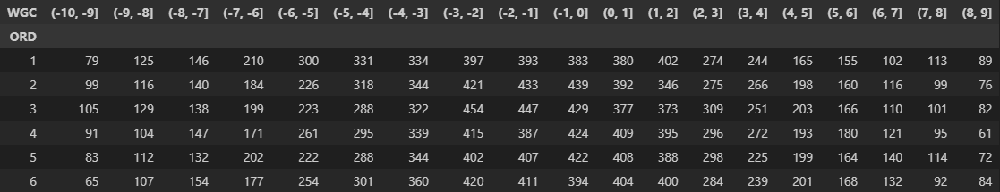 WGC (-10, -9] (-9, -8] (-8, -7] (-7, -6] (-6, -5] (-5, -4] (-4, -3] (-3, -2] (-2, -1] (-1, 0] (0, 1] (1, 2] (2, 3] (3, 4] (4, 5] (5, 6] (6, 7] (7, 8] (8, 9]
ORD
1 79 125 146 210 300 331 334 397 393 383 380 402 274 244 165 155 102 113 89
2 99 116 140 184 226 318 344 421 433 439 392 346 275 266 198 160 116 99 76
3 105 129 138 199 223 288 322 454 447 429 377 373 309 251 203 166 110 101 82
4 91 104 147 171 261 295 339 415 387 424 409 395 296 272 193 180 121 95 61
5 83 112 132 202 222 288 344 402 407 422 408 388 298 225 199 164 140 114 72
6 65 107 154 177 254 301 360 420 411 394 404 400 284 239 201 168 132 92 84